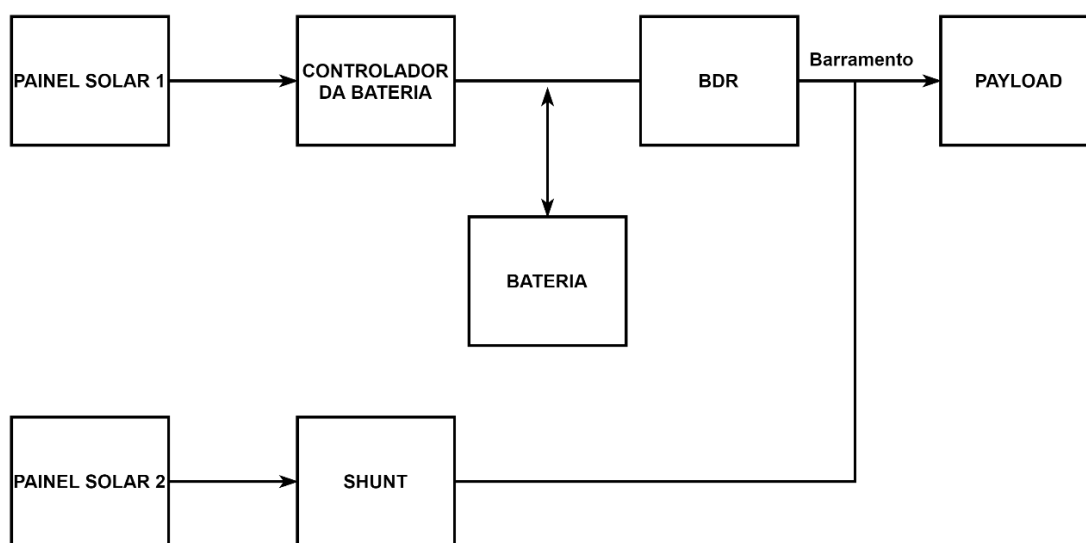 PAINEL SOLAR 1
CONTROLADOR
DA BATERIA
BDR
Barramento
PAYLOAD
BATERIA
PAINEL SOLAR 2
SHUNT